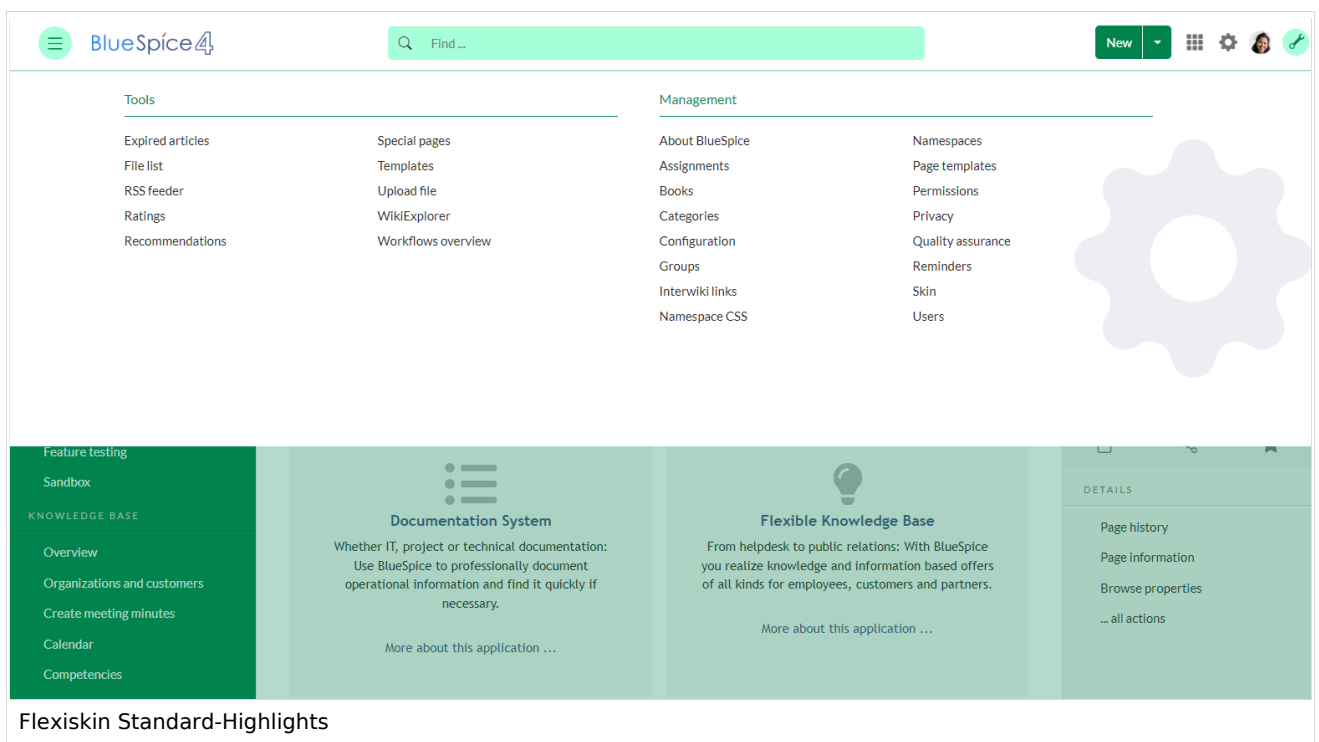 BlueSpice 4
Find ...
New
Tools
Expired articles
File list
RSS feeder
Ratings
Recommendations
Special pages
Templates
Upload file
WikiExplorer
Workflows overview
Management
About BlueSpice
Assignments
Books
Categories
Configuration
Groups
Interwiki links
Namespace CSS
Namespaces
Page templates
Permissions
Privacy
Quality assurance
Reminders
Skin
Users
Feature testing
Sandbox
KNOWLEDGE BASE
Overview
Organizations and customers
Create meeting minutes
Calendar
Competencies
Documentation System
Whether IT, project or technical documentation:
Use BlueSpice to professionally document
operational information and find it quickly if
necessary.
More about this application ...
Flexible Knowledge Base
From helpdesk to public relations: With BlueSpice
you realize knowledge and information based offers
of all kinds for employees, customers and partners.
More about this application ...
DETAILS
Page history
Page information
Browse properties
... all actions
Flexiskin Standard-Highlights